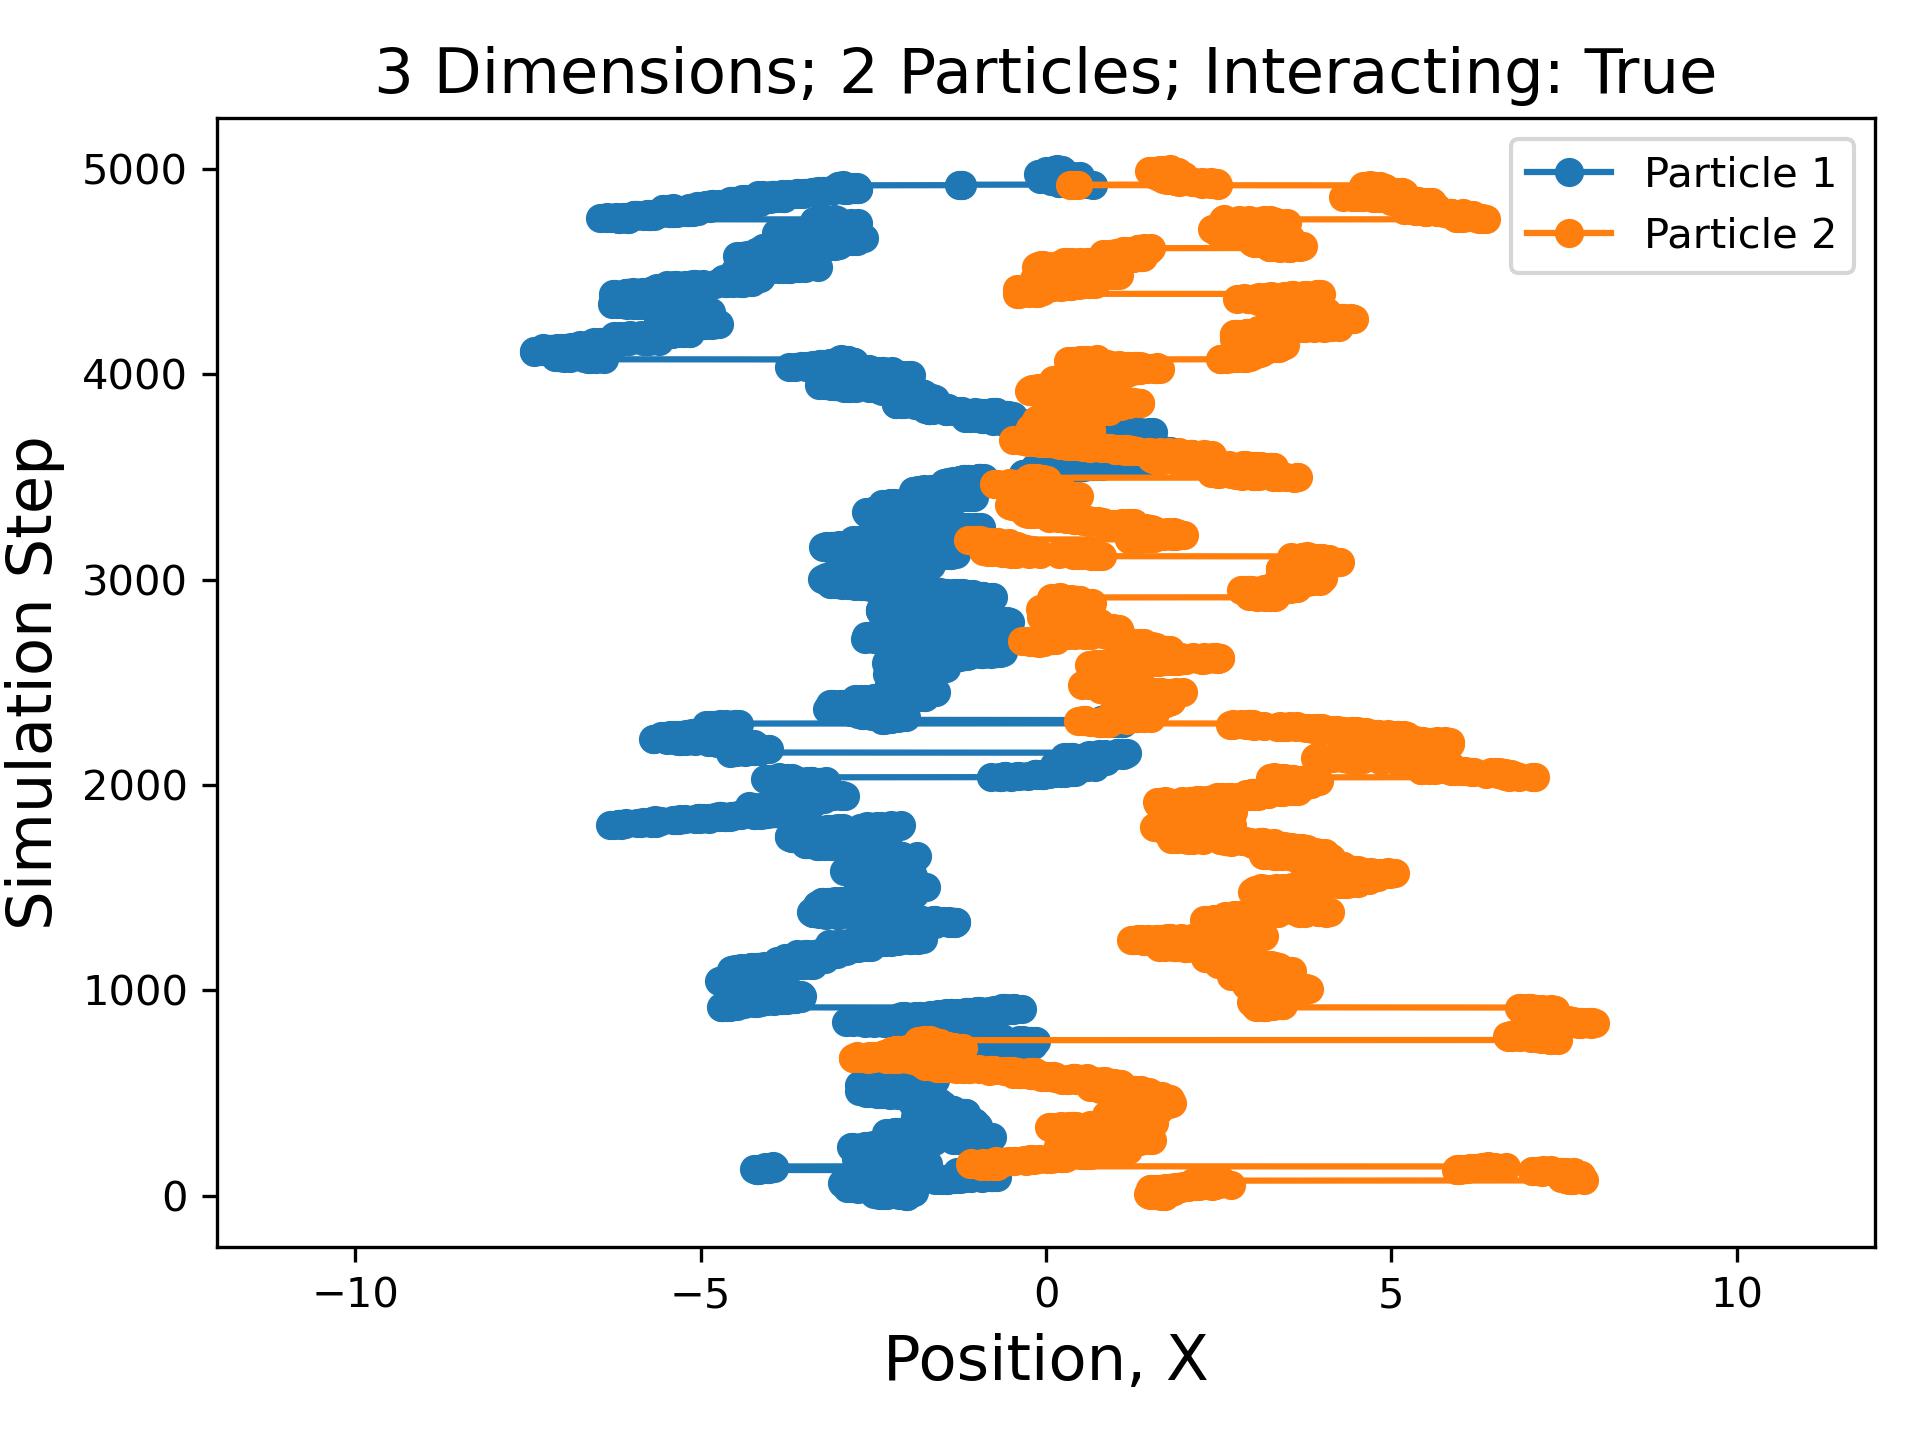 3 Dimensions; 2 Particles; Interacting: True
Particle 1
Particle 2
5000
4000
3000
2000
1000
0
Simulation Step
−10
−5
0
5
10
Position, X